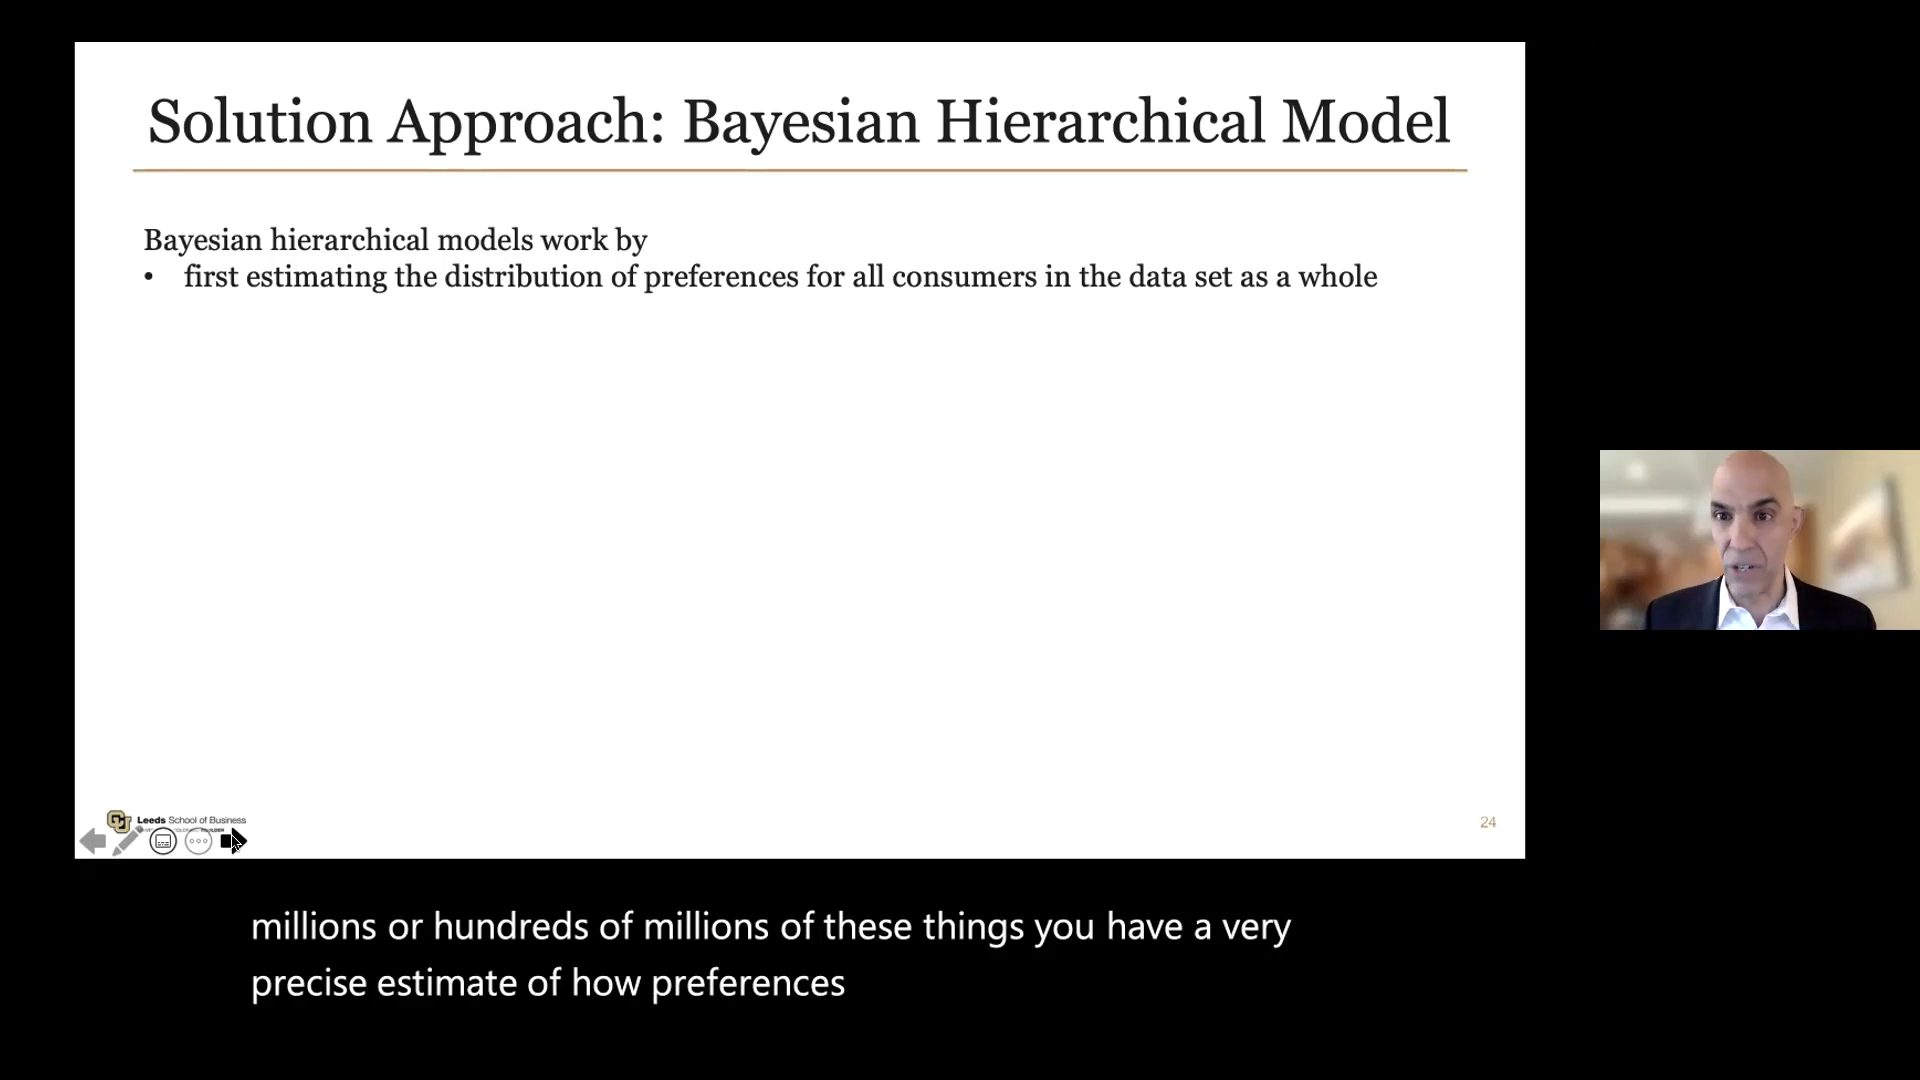 Solution Approach: Bayesian Hierarchical Model
Bayesian hierarchical models work by
• first estimating the distribution of preferences for all consumers in the data set as a whole
Leeds School of Business
24
millions or hundreds of millions of these things you have a very
precise estimate of how preferences